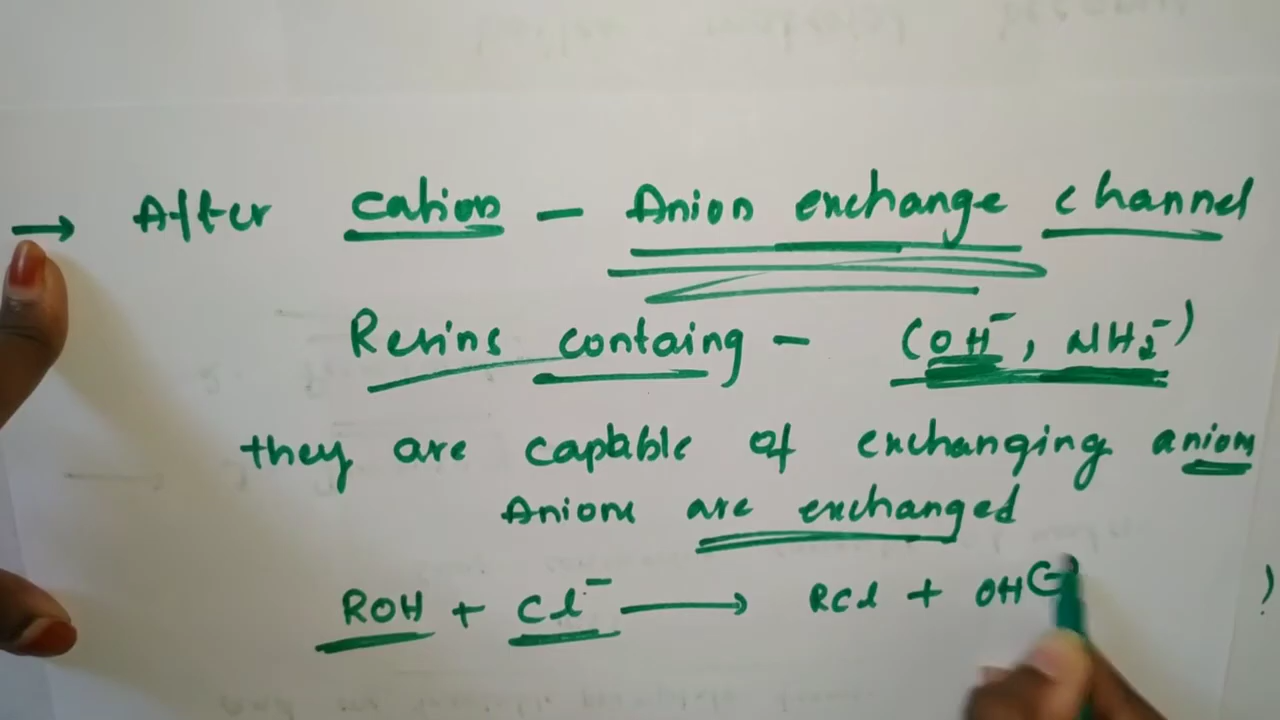 → After cation - Anion exchange channel
Resins containg - (OH⁻, NH₂⁻)
they are capable of exchanging anions
Anions are exchanged
ROH + Cl⁻ → RCl + OH⁻